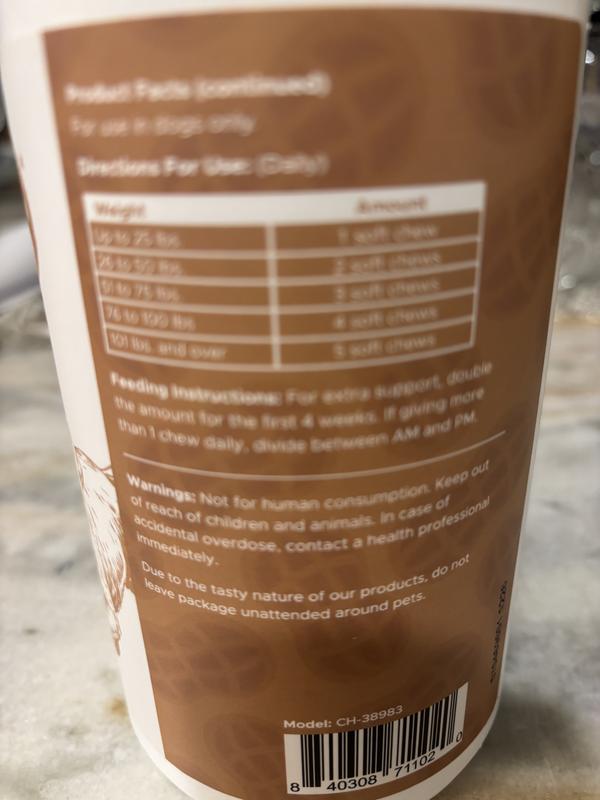 Product Facts (continued)
For use in dogs only
Directions For Use: (Daily)
Weight Amount
Up to 25 lbs. 1 soft chew
26 to 50 lbs. 2 soft chews
51 to 75 lbs. 3 soft chews
76 to 100 lbs 4 soft chews
101 lbs. and over 5 soft chews
Feeding Instructions: For extra support, double
the amount for the first 4 weeks. If giving more
than 1 chew daily, divide between AM and PM.
Warnings: Not for human consumption. Keep out
of reach of children and animals. In case of
accidental overdose, contact a health professional
immediately.
Due to the tasty nature of our products, do not
leave package unattended around pets.
Model: CH-38983
8 40308 71102 0